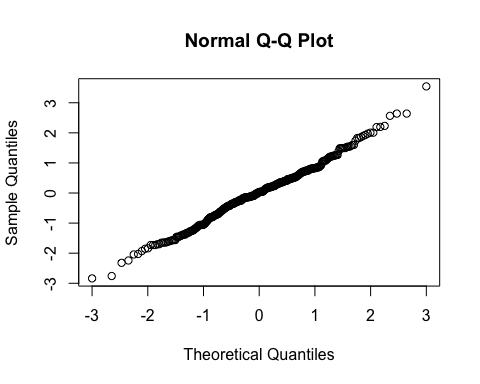 Normal Q-Q Plot
Sample Quantiles
3
2
1
0
-1
-2
-3
-3 -2 -1 0 1 2 3
Theoretical Quantiles